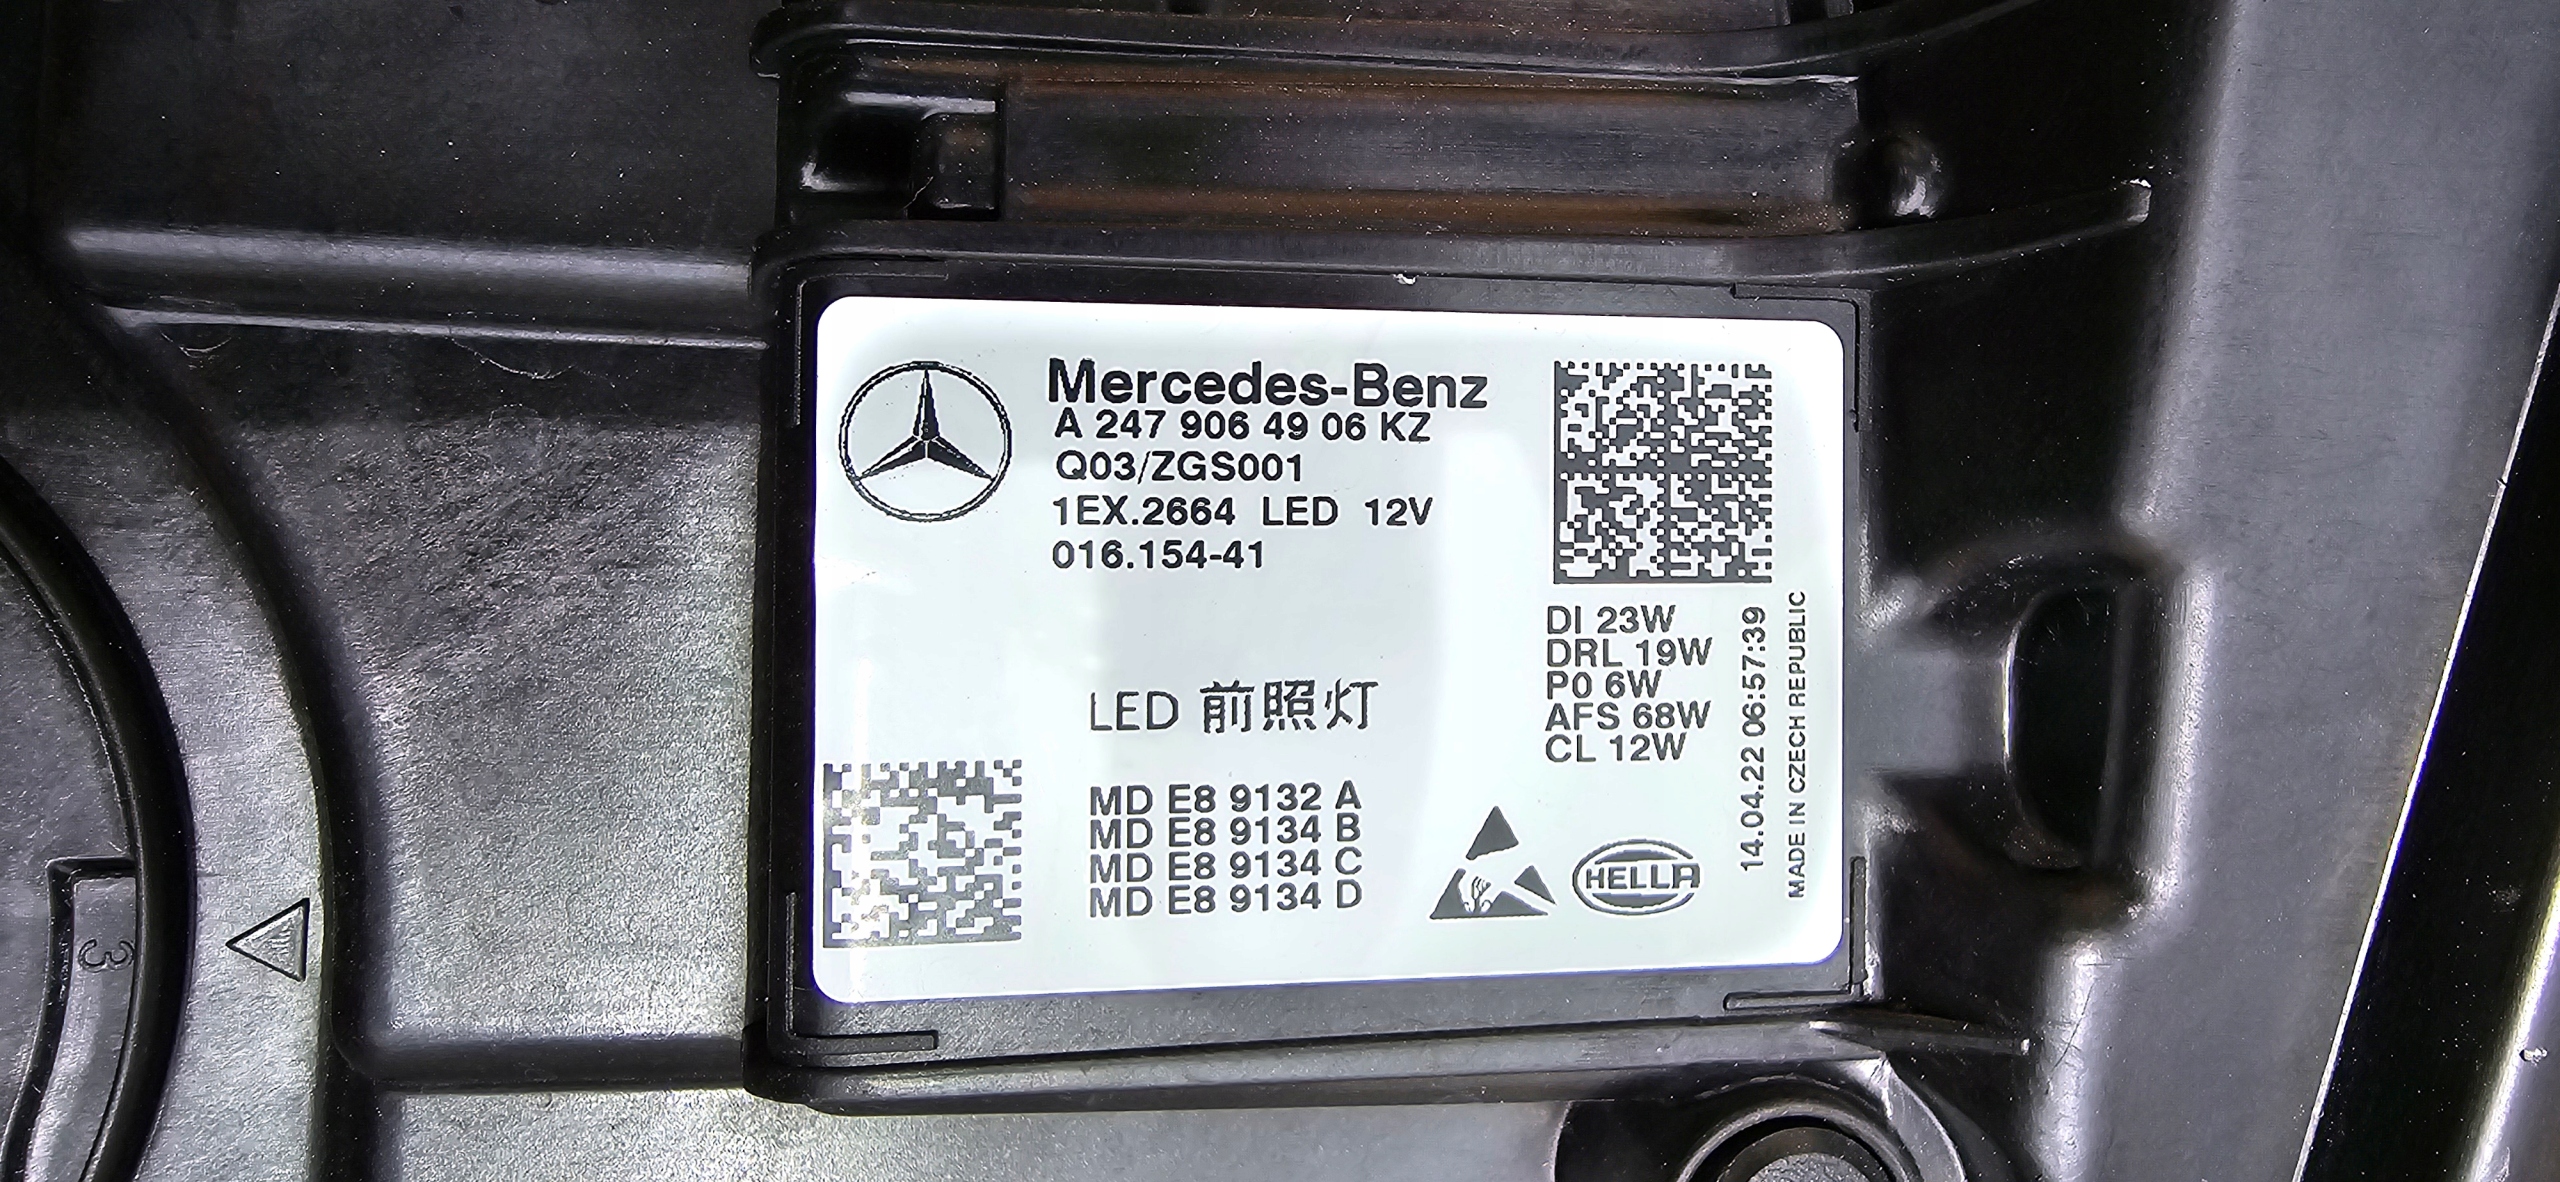 Mercedes-Benz
A 247 906 49 06 KZ
Q03/ZGS001
1EX.2664 LED 12V
016.154-41
LED 前照灯
MD E8 9132 A
MD E8 9134 B
MD E8 9134 C
MD E8 9134 D
DI 23W
DRL 19W
P0 6W
AFS 68W
CL 12W
14.04.22 06:57:39
MADE IN CZECH REPUBLIC
HELLA
3